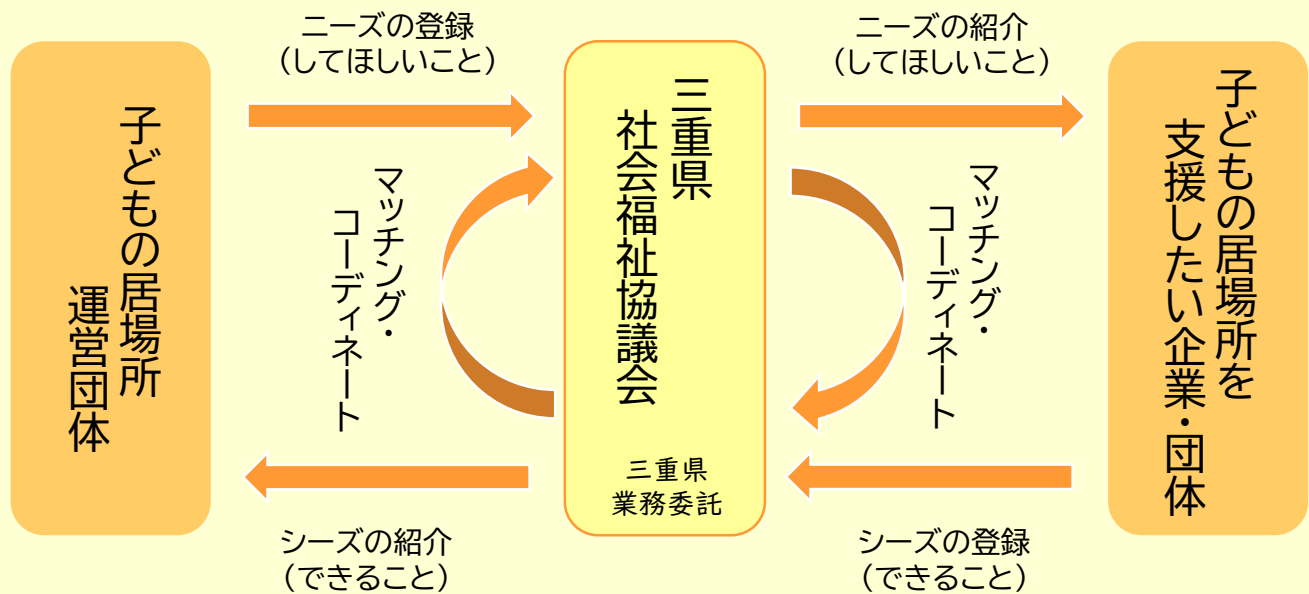 ニーズの登録
(してほしいこと)
ニーズの紹介
(してほしいこと)
子どもの居場所
運営団体
マッチング・
コーディネート
三重県
社会福祉協議会
三重県
業務委託
マッチング・
コーディネート
子どもの居場所を
支援したい企業・団体
シーズの紹介
(できること)
シーズの登録
(できること)